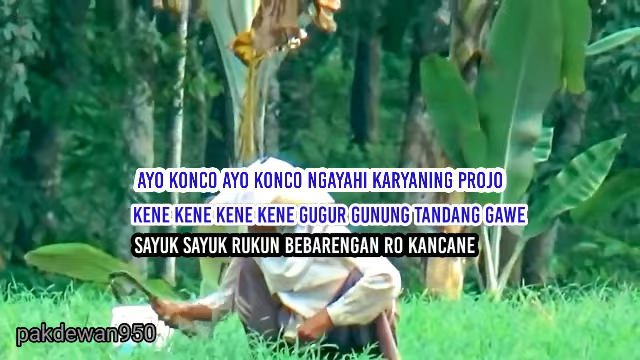 AYO KONCO AYO KONCO NGAYAHI KARYANING PROJO
KENE KENE KENE KENE GUGUR GUNUNG TANDANG GAWE
SAYUK SAYUK RUKUN BEBARENGAN RO KANCANE
pakdewan950